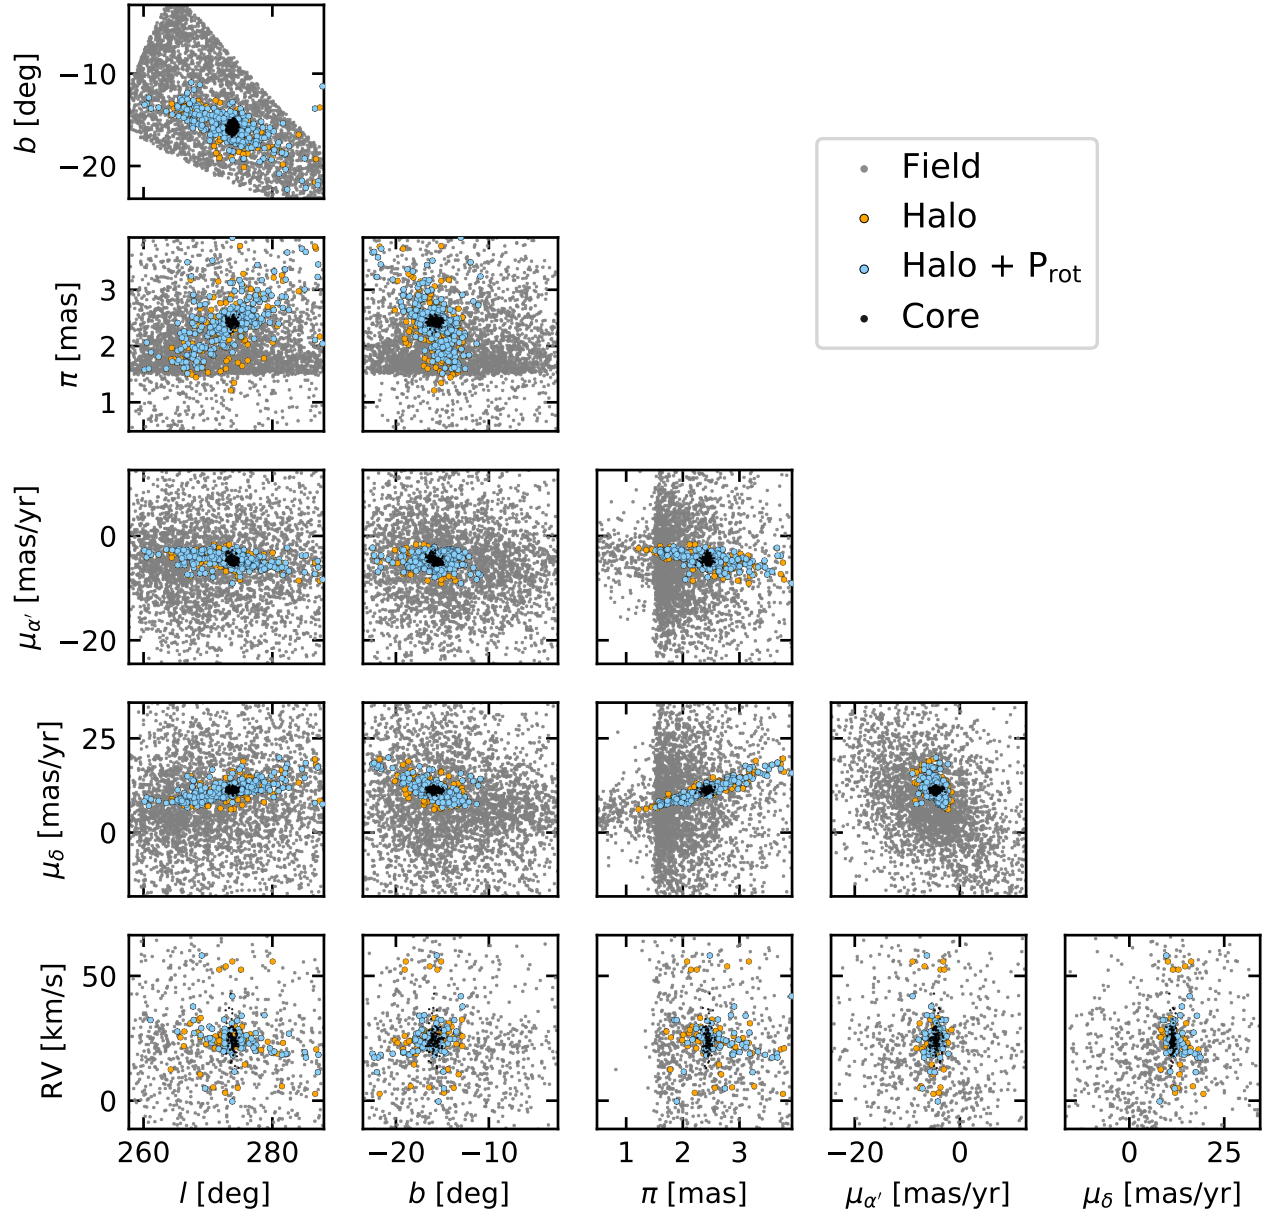 b [deg]
−10
−20
Field
Halo
Halo + P_rot
Core
π [mas]
3
2
1
μ_α′ [mas/yr]
0
−20
μ_δ [mas/yr]
25
0
RV [km/s]
50
0
260 280 −20 −10 1 2 3 −20 0 0 25
l [deg] b [deg] π [mas] μ_α′ [mas/yr] μ_δ [mas/yr]